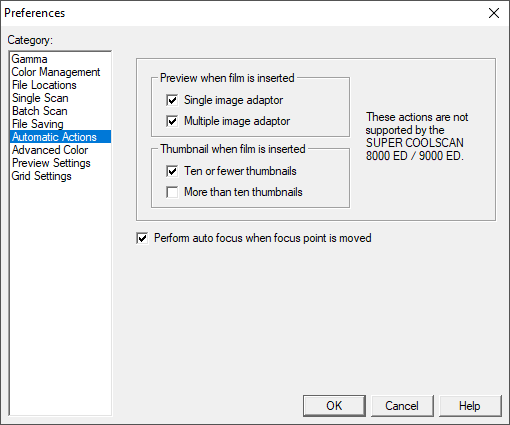 Preferences
Category:
Gamma
Color Management
File Locations
Single Scan
Batch Scan
File Saving
Automatic Actions
Advanced Color
Preview Settings
Grid Settings
Preview when film is inserted
Single image adaptor
Multiple image adaptor
Thumbnail when film is inserted
Ten or fewer thumbnails
More than ten thumbnails
These actions are not
supported by the
SUPER COOLSCAN
8000 ED / 9000 ED.
Perform auto focus when focus point is moved
OK
Cancel
Help